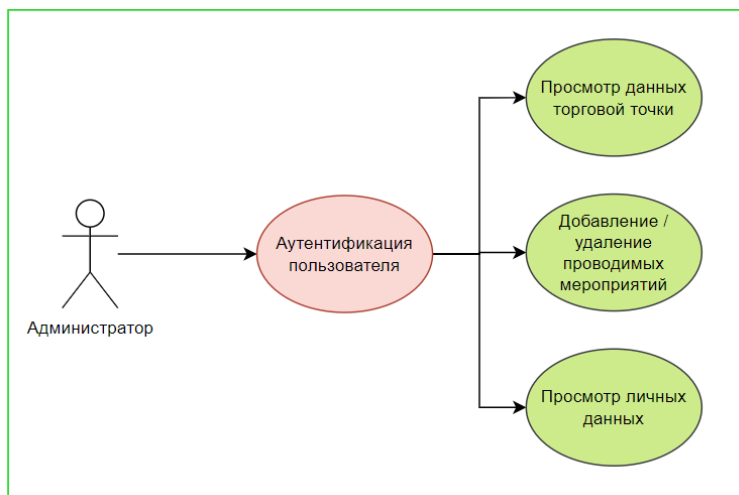 Администратор
Аутентификация
пользователя
Просмотр данных
торговой точки
Добавление /
удаление
проводимых
мероприятий
Просмотр личных
данных